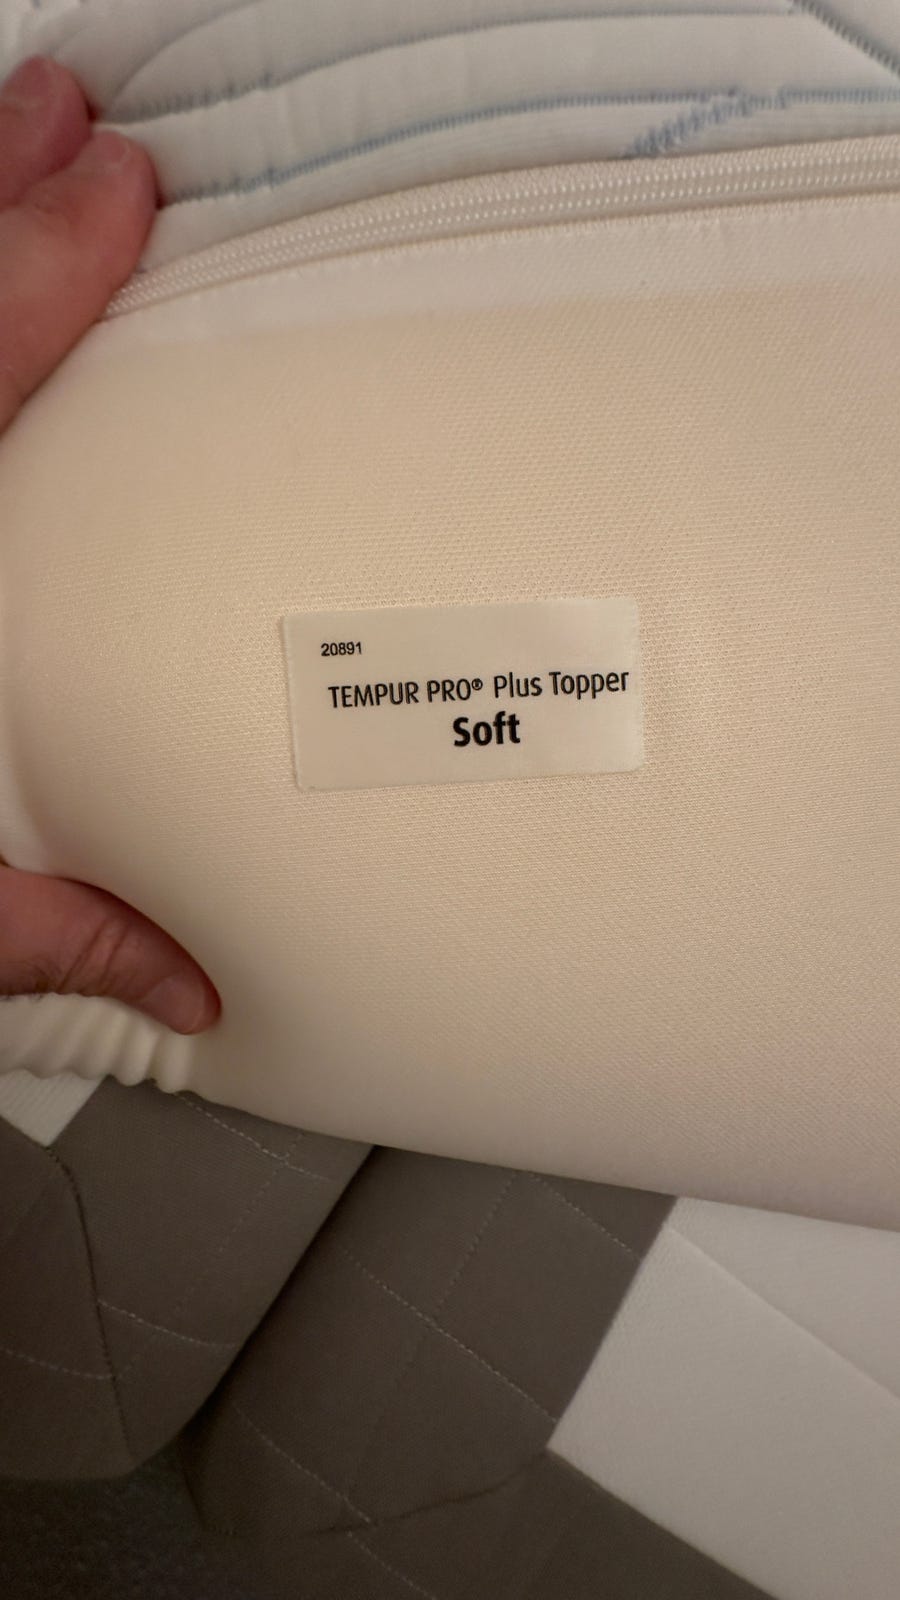 20891
TEMPUR PRO® Plus Topper
Soft